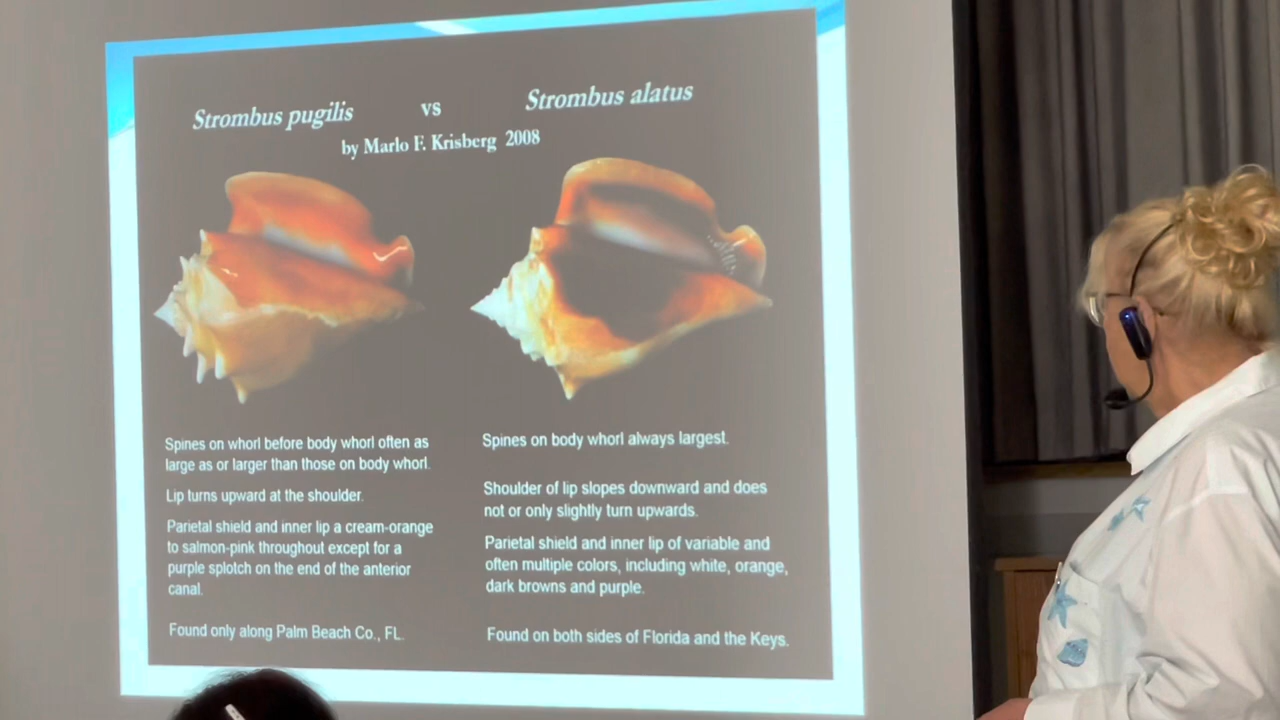 Strombus pugilis vs Strombus alatus
by Marlo F. Krisberg 2008
Spines on whorl before body whorl often as
large as or larger than those on body whorl.
Lip turns upward at the shoulder.
Parietal shield and inner lip a cream-orange
to salmon-pink throughout except for a
purple splotch on the end of the anterior
canal.
Found only along Palm Beach Co., FL.
Spines on body whorl always largest.
Shoulder of lip slopes downward and does
not or only slightly turn upwards.
Parietal shield and inner lip of variable and
often multiple colors, including white, orange,
dark browns and purple.
Found on both sides of Florida and the Keys.